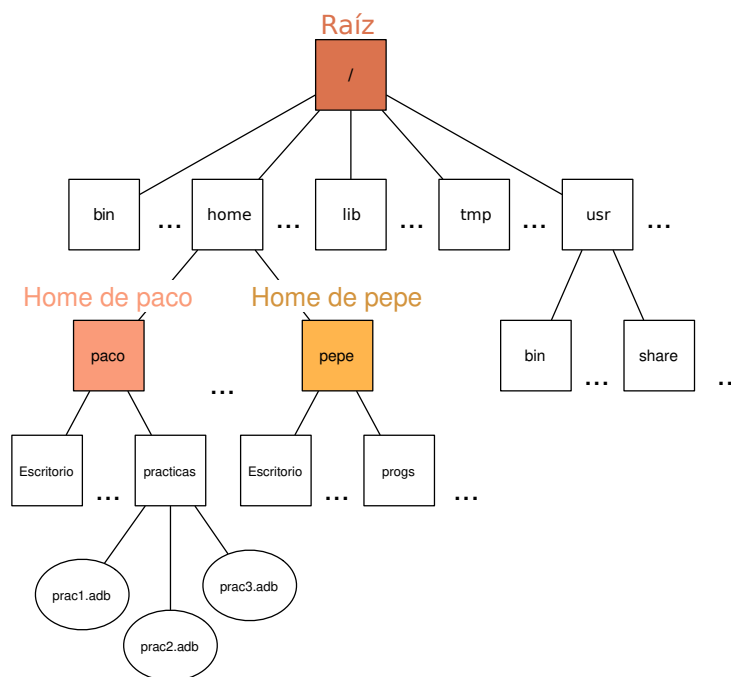 Raíz
/
bin ... home ... lib ... tmp ... usr ...
Home de paco Home de pepe
paco ... pepe bin ... share ..
Escritorio ... practicas Escritorio ... progs ...
prac1.adb prac2.adb prac3.adb